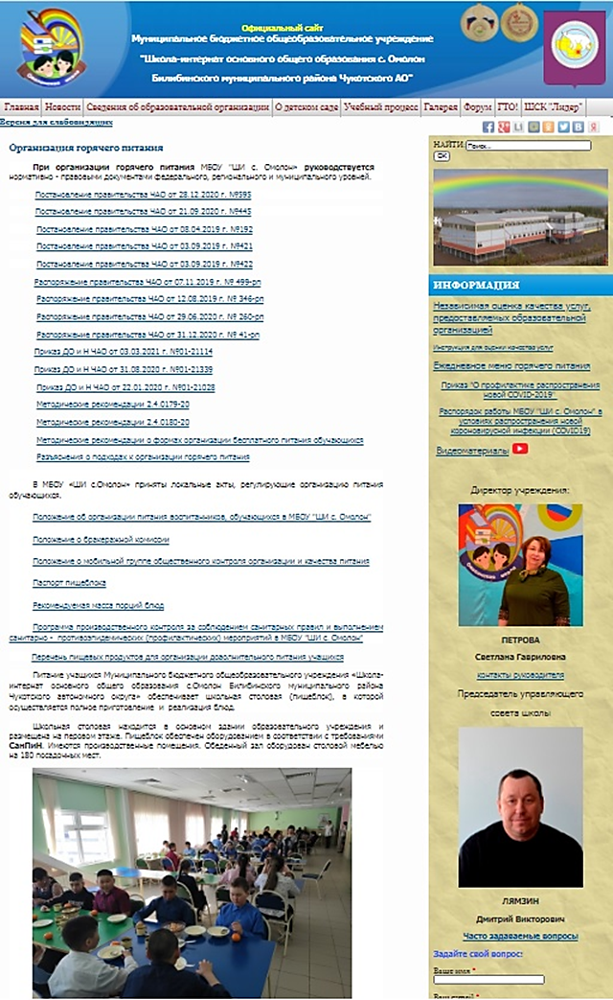 Официальный сайт
Муниципальное бюджетное общеобразовательное учреждение
"Школа-интернат основного общего образования с. Омолон
Билибинского муниципального района Чукотского АО"
Главная Новости Сведения об образовательной организации О детском саде Учебный процесс Галерея Форум ГТО! ШСК "Лидер"
Версия для слабовидящих
Организация горячего питания
При организации горячего питания МБОУ "ШИ с. Омолон» руководствуется
нормативно - правовыми документами федерального, регионального и муниципального уровней.
Постановление правительства ЧАО от 28.12.2020 г. №595
Постановление правительства ЧАО от 21.09.2020 г. №445
Постановление правительства ЧАО от 08.04.2019 г. №192
Постановление правительства ЧАО от 03.09.2019 г. №421
Постановление правительства ЧАО от 03.09.2019 г. №422
Распоряжение правительства ЧАО от 07.11.2019 г. № 499-рп
Распоряжение правительства ЧАО от 12.08.2019 г. № 346-рп
Распоряжение правительства ЧАО от 29.06.2020 г. № 260-рп
Распоряжение правительства ЧАО от 31.12.2020 г. № 41-рп
Приказ ДО и Н ЧАО от 03.03.2021 г. №01-21114
Приказ ДО и Н ЧАО от 31.08.2020 г. №01-21339
Приказ ДО и Н ЧАО от 22.01.2020 г. №01-21028
Методические рекомендации 2.4.0179-20
Методические рекомендации 2.4.0180-20
Методические рекомендации о формах организации бесплатного питания обучающихся
Разъяснения о подходах к организации горячего питания
В МБОУ «ШИ с.Омолон» приняты локальные акты, регулирующие организацию питания
обучающихся.
Положение об организации питания воспитанников, обучающихся в МБОУ "ШИ с. Омолон"
Положение о бракеражной комиссии
Положение о мобильной группе общественного контроля организации и качества питания
Паспорт пищеблока
Рекомендуемая масса порций блюд
Программа производственного контроля за соблюдением санитарных правил и выполнением
санитарно - противоэпидемических (профилактических) мероприятий в МБОУ "ШИ с. Омолон"
Перечень пищевых продуктов для организации дополнительного питания учащихся
Питание учащихся Муниципального бюджетного общеобразовательного учреждения «Школа-
интернат основного общего образования с.Омолон Билибинского муниципального района
Чукотского автономного округа» обеспечивает школьная столовая (пищеблок), в которой
осуществляется полное приготовление и реализация блюд.
Школьная столовая находится в основном здании образовательного учреждения и
размещена на первом этаже. Пищеблок обеспечен оборудованием в соответствии с требованиями
СанПиН. Имеются производственные помещения. Обеденный зал оборудован столовой мебелью
на 180 посадочных мест.
НАЙТИ: Поиск...
OK
ИНФОРМАЦИЯ
Независимая оценка качества услуг,
предоставляемых образовательной
организацией
Инструкция для оценки качества услуг
Ежедневное меню горячего питания
Приказ "О профилактике распространения
новой COVID-2019"
Распорядок работы МБОУ "ШИ с. Омолон" в
условиях распространения новой
коронавирусной инфекции (COVID19)
Видеоматериалы
Директор учреждения:
ПЕТРОВА
Светлана Гавриловна
контакты руководителя
Председатель управляющего
совета школы
ЛЯМЗИН
Дмитрий Викторович
Часто задаваемые вопросы
Задайте свой вопрос:
Ваше имя *